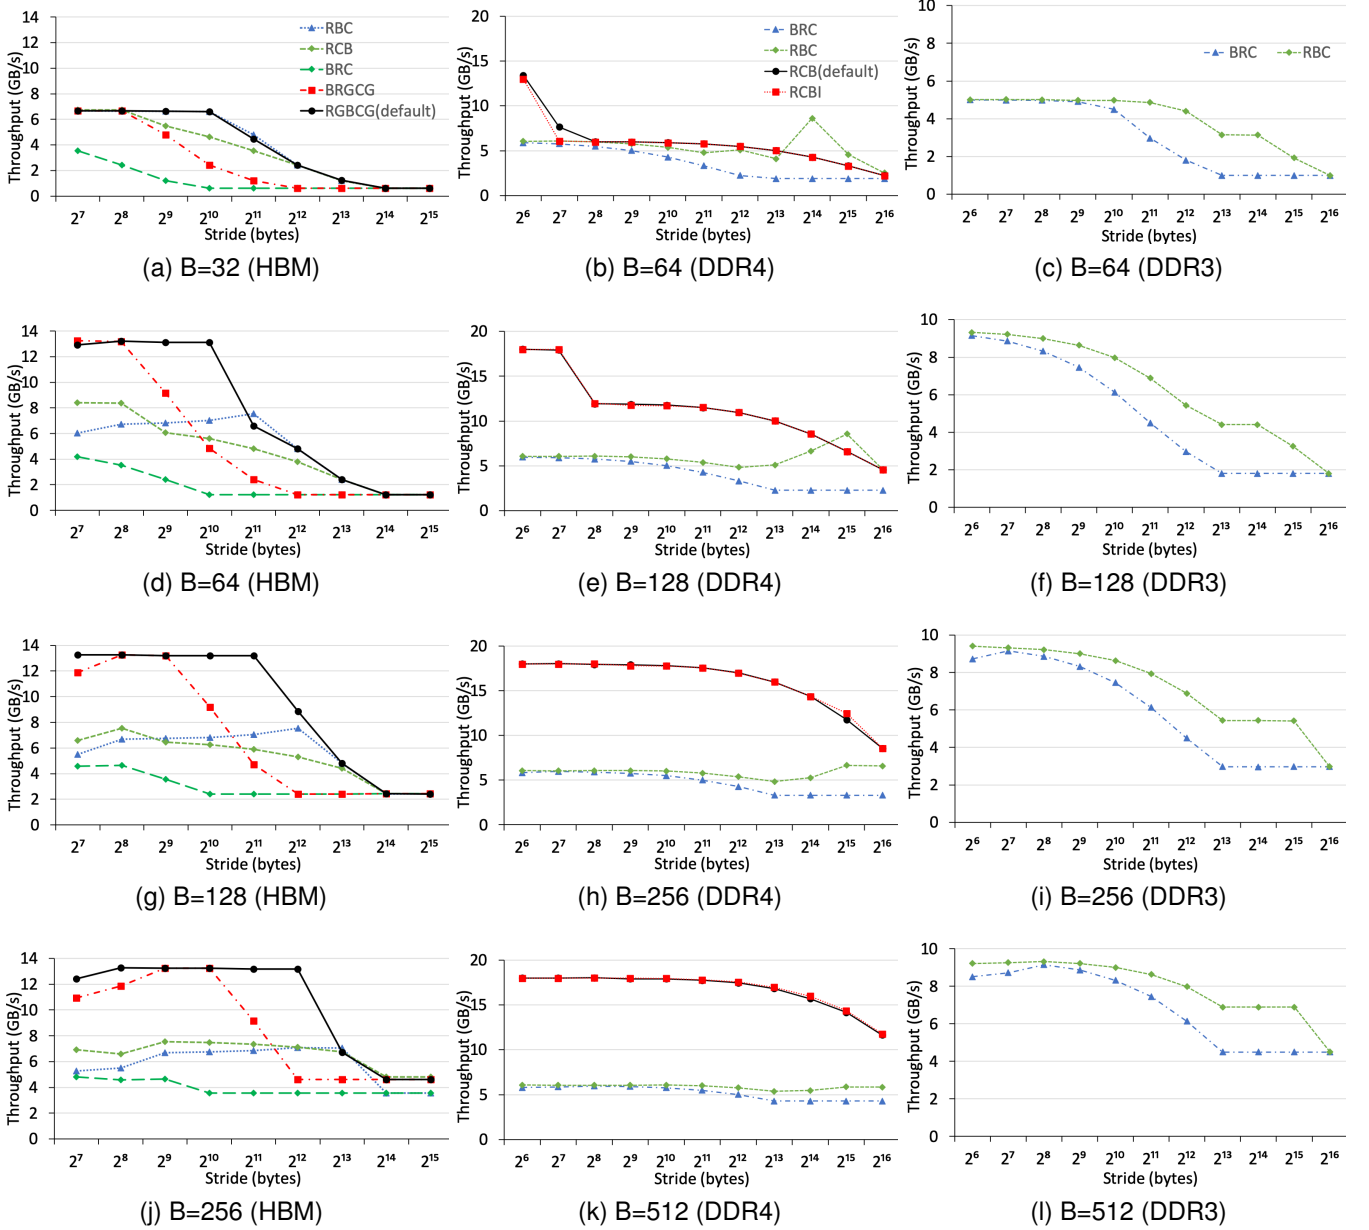 Throughput (GB/s)
14
12
10
8
6
4
2
0
RBC
RCB
BRC
BRGCG
RGBCG(default)
2⁷ 2⁸ 2⁹ 2¹⁰ 2¹¹ 2¹² 2¹³ 2¹⁴ 2¹⁵
Stride (bytes)
(a) B=32 (HBM)
Throughput (GB/s)
20
15
10
5
0
BRC
RBC
RCB(default)
RCBI
2⁶ 2⁷ 2⁸ 2⁹ 2¹⁰ 2¹¹ 2¹² 2¹³ 2¹⁴ 2¹⁵ 2¹⁶
Stride (bytes)
(b) B=64 (DDR4)
Throughput (GB/s)
10
8
6
4
2
0
BRC RBC
2⁶ 2⁷ 2⁸ 2⁹ 2¹⁰ 2¹¹ 2¹² 2¹³ 2¹⁴ 2¹⁵ 2¹⁶
Stride (bytes)
(c) B=64 (DDR3)
Throughput (GB/s)
14
12
10
8
6
4
2
0
2⁷ 2⁸ 2⁹ 2¹⁰ 2¹¹ 2¹² 2¹³ 2¹⁴ 2¹⁵
Stride (bytes)
(d) B=64 (HBM)
Throughput (GB/s)
20
15
10
5
0
2⁶ 2⁷ 2⁸ 2⁹ 2¹⁰ 2¹¹ 2¹² 2¹³ 2¹⁴ 2¹⁵ 2¹⁶
Stride (bytes)
(e) B=128 (DDR4)
Throughput (GB/s)
10
8
6
4
2
0
2⁶ 2⁷ 2⁸ 2⁹ 2¹⁰ 2¹¹ 2¹² 2¹³ 2¹⁴ 2¹⁵ 2¹⁶
Stride (bytes)
(f) B=128 (DDR3)
Throughput (GB/s)
14
12
10
8
6
4
2
0
2⁷ 2⁸ 2⁹ 2¹⁰ 2¹¹ 2¹² 2¹³ 2¹⁴ 2¹⁵
Stride (bytes)
(g) B=128 (HBM)
Throughput (GB/s)
20
15
10
5
0
2⁶ 2⁷ 2⁸ 2⁹ 2¹⁰ 2¹¹ 2¹² 2¹³ 2¹⁴ 2¹⁵ 2¹⁶
Stride (bytes)
(h) B=256 (DDR4)
Throughput (GB/s)
10
8
6
4
2
0
2⁶ 2⁷ 2⁸ 2⁹ 2¹⁰ 2¹¹ 2¹² 2¹³ 2¹⁴ 2¹⁵ 2¹⁶
Stride (bytes)
(i) B=256 (DDR3)
Throughput (GB/s)
14
12
10
8
6
4
2
0
2⁷ 2⁸ 2⁹ 2¹⁰ 2¹¹ 2¹² 2¹³ 2¹⁴ 2¹⁵
Stride (bytes)
(j) B=256 (HBM)
Throughput (GB/s)
20
15
10
5
0
2⁶ 2⁷ 2⁸ 2⁹ 2¹⁰ 2¹¹ 2¹² 2¹³ 2¹⁴ 2¹⁵ 2¹⁶
Stride (bytes)
(k) B=512 (DDR4)
Throughput (GB/s)
10
8
6
4
2
0
2⁶ 2⁷ 2⁸ 2⁹ 2¹⁰ 2¹¹ 2¹² 2¹³ 2¹⁴ 2¹⁵ 2¹⁶
Stride (bytes)
(l) B=512 (DDR3)